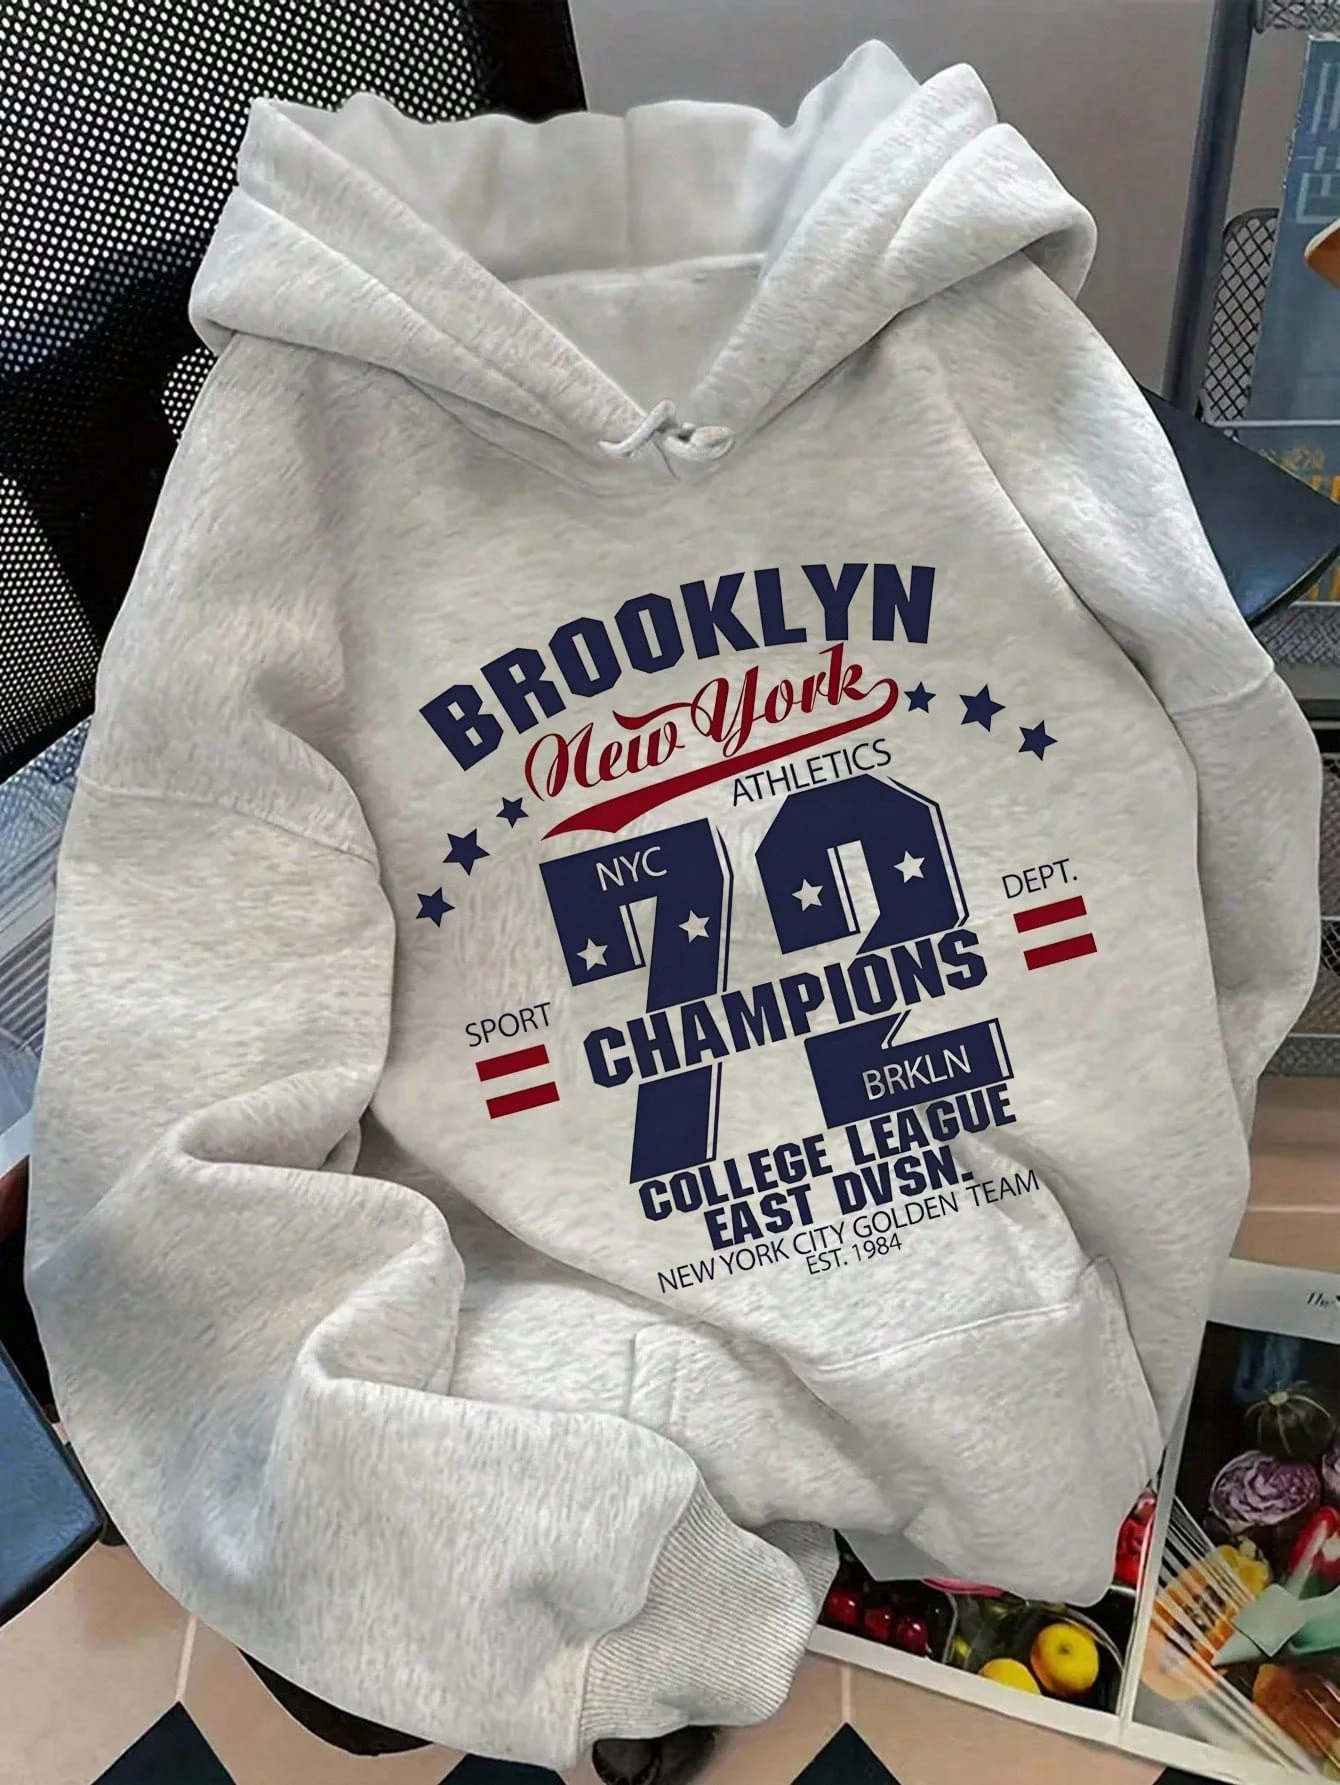 BROOKLYN
New York
ATHLETICS
72
NYC
DEPT.
CHAMPIONS
SPORT
BRKLN
COLLEGE LEAGUE
EAST DVSN.
NEW YORK CITY GOLDEN TEAM
EST. 1984